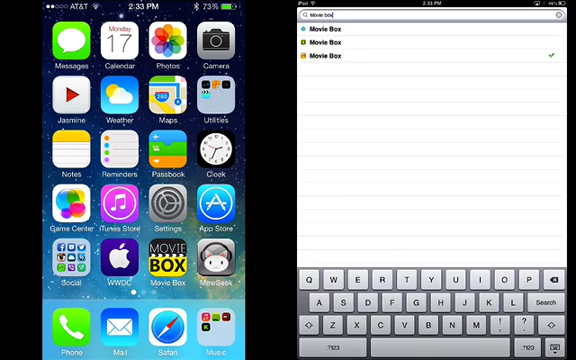 AT&T 2:33 PM 73%
MONDAY 17
Messages Calendar Photos Camera
280
Jasmine Weather Maps Utilities
Notes Reminders Passbook Clock
Game Center iTunes Store Settings App Store
MOVIE BOX
Social WWDC Movie Box MewSeek
Phone Mail Safari Music
iPod 2:33 PM
Movie box
Movie Box
Movie Box
Movie Box
Q W E R T Y U I O P
A S D F G H J K L Search
Z X C V B N M ! , ? .
.?123 .?123